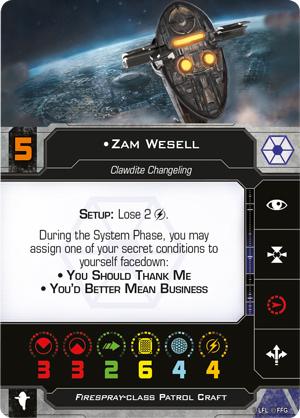 5
•Zam Wesell
Clawdite Changeling
Setup: Lose 2 .
During the System Phase, you may
assign one of your secret conditions to
yourself facedown:
• You Should Thank Me
• You'd Better Mean Business
3 3 2 6 4 4
Firespray-class Patrol Craft
LFL ©FFG